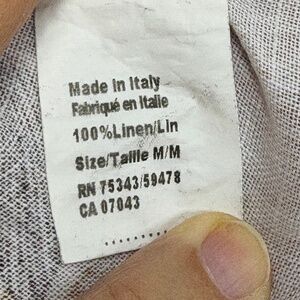 Made in Italy
Fabriqué en Italie
100%Linen/Lin
Size/Taille M/M
RN 75343/59478
CA 07043